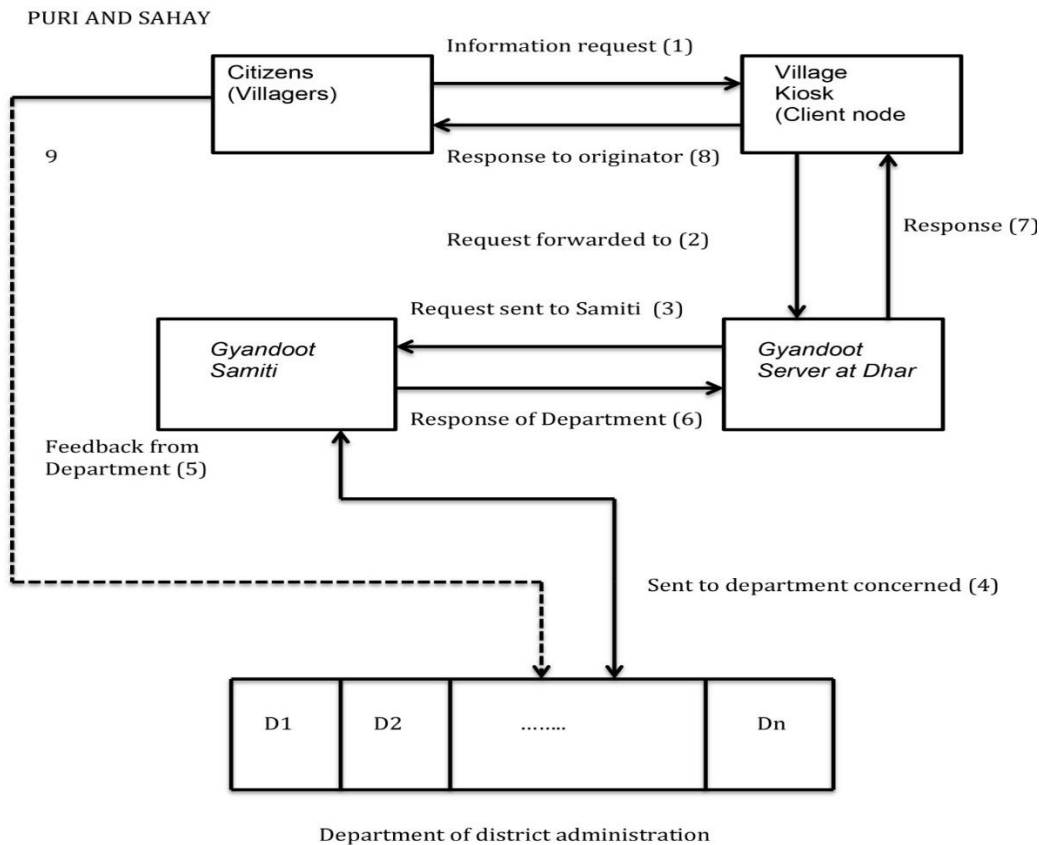 PURI AND SAHAY
Information request (1)
Citizens
(Villagers)
Village
Kiosk
(Client node
9
Response to originator (8)
Request forwarded to (2)
Response (7)
Request sent to Samiti (3)
Gyandoot
Samiti
Gyandoot
Server at Dhar
Response of Department (6)
Feedback from
Department (5)
Sent to department concerned (4)
D1
D2
........
Dn
Department of district administration